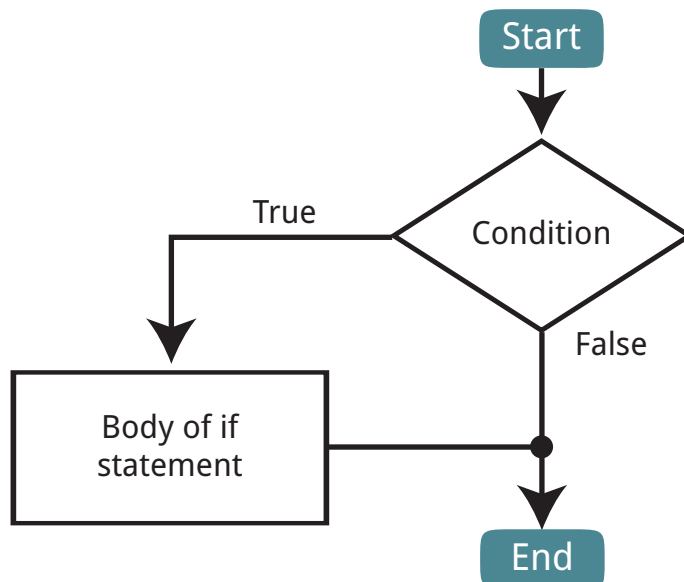 Start
Condition
True
False
Body of if
statement
End